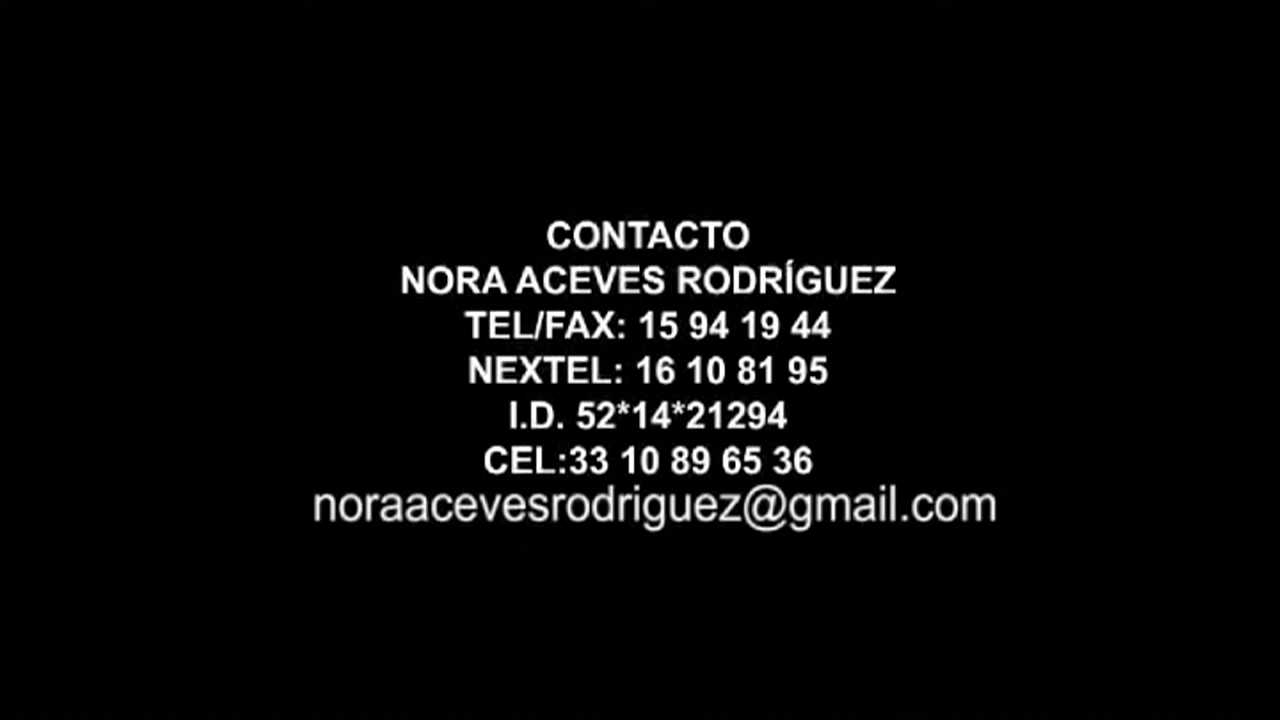 CONTACTO
NORA ACEVES RODRÍGUEZ
TEL/FAX: 15 94 19 44
NEXTEL: 16 10 81 95
I.D. 52*14*21294
CEL:33 10 89 65 36
noraacevesrodriguez@gmail.com